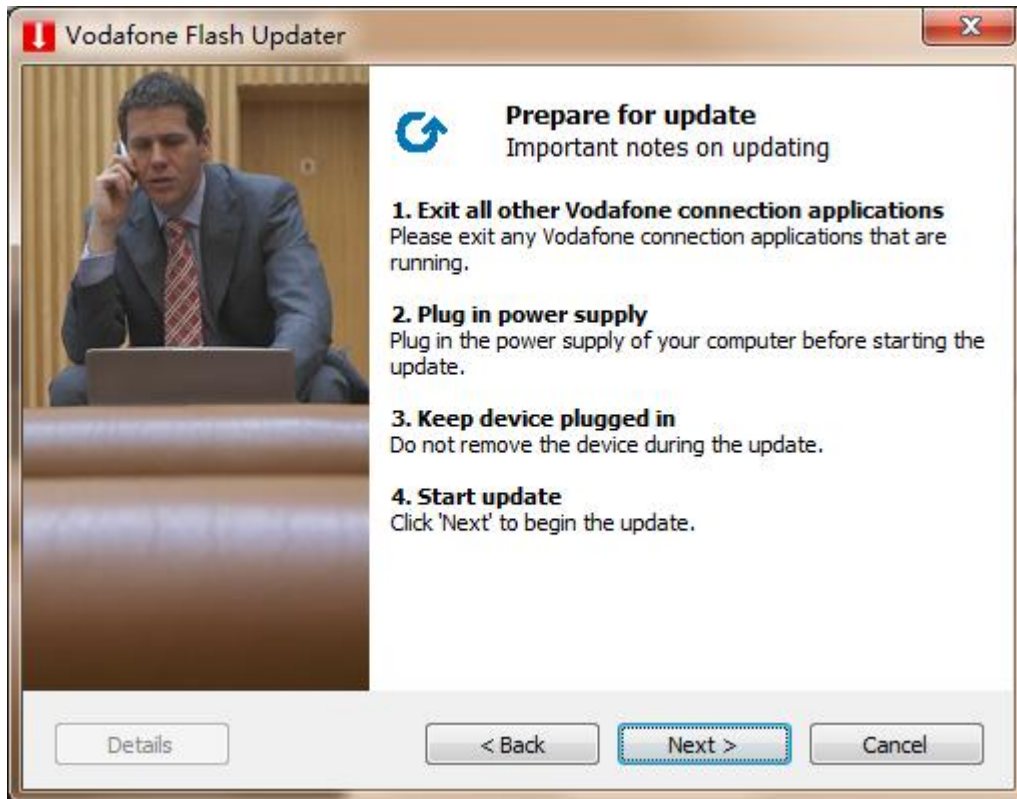 Vodafone Flash Updater
Prepare for update
Important notes on updating
1. Exit all other Vodafone connection applications
Please exit any Vodafone connection applications that are
running.
2. Plug in power supply
Plug in the power supply of your computer before starting the
update.
3. Keep device plugged in
Do not remove the device during the update.
4. Start update
Click 'Next' to begin the update.
Details
< Back
Next >
Cancel